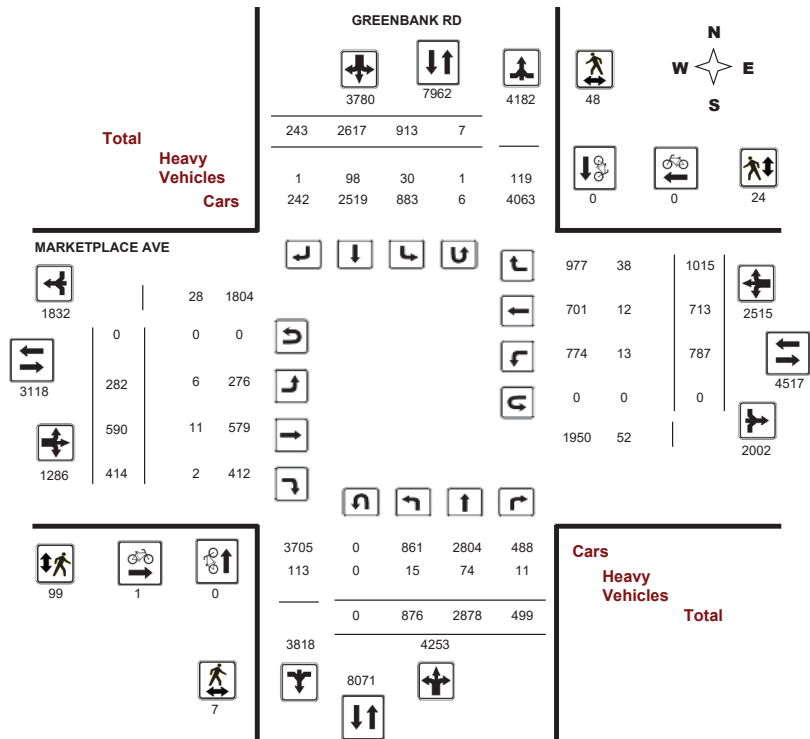 GREENBANK RD
N
W E
S
3780 7962 4182 48
243 2617 913 7
Total
Heavy
Vehicles
Cars
1 98 30 1 119
242 2519 883 6 4063
0 0 24
MARKETPLACE AVE
1832
28 1804
0 0 0
3118
282 6 276
590 11 579
1286
414 2 412
977 38 1015
701 12 713
2515
774 13 787
4517
0 0 0
1950 52
2002
99 1 0
7
3705 0 861 2804 488
113 0 15 74 11
0 876 2878 499
3818 4253
8071
Cars
Heavy
Vehicles
Total